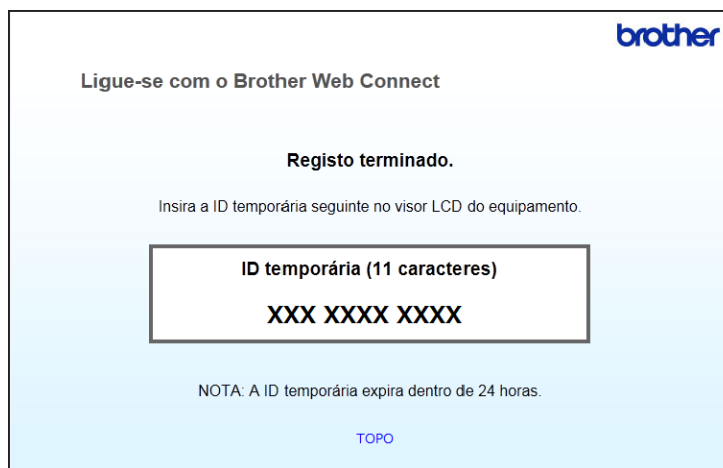 brother
Ligue-se com o Brother Web Connect
Registo terminado.
Insira a ID temporária seguinte no visor LCD do equipamento.
ID temporária (11 caracteres)
XXX XXXX XXXX
NOTA: A ID temporária expira dentro de 24 horas.
TOPO